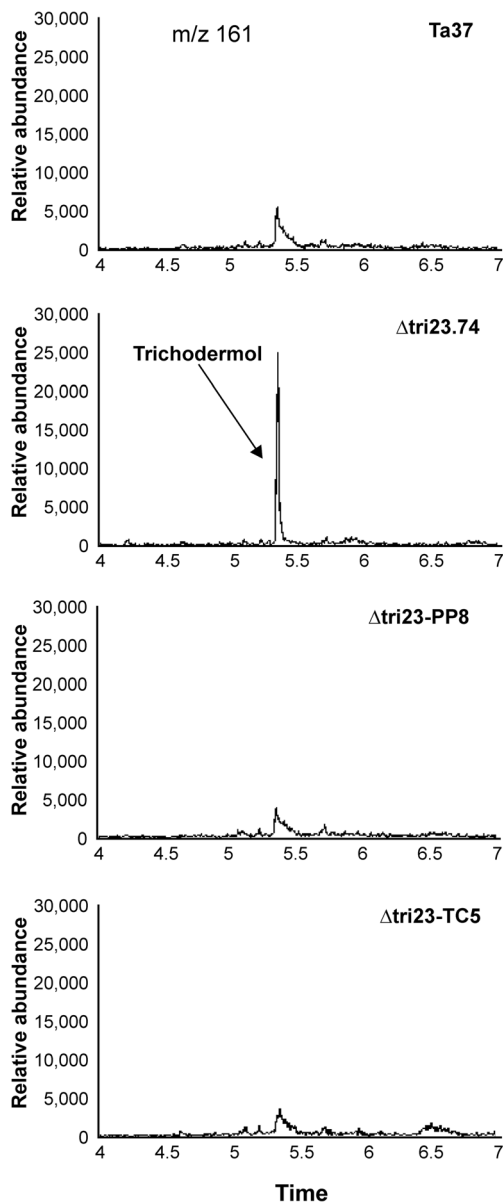 m/z 161
Ta37
Relative abundance
30,000
25,000
20,000
15,000
10,000
5,000
0
4 4.5 5 5.5 6 6.5 7
Δtri23.74
Trichodermol
Relative abundance
30,000
25,000
20,000
15,000
10,000
5,000
0
4 4.5 5 5.5 6 6.5 7
Δtri23-PP8
Relative abundance
30,000
25,000
20,000
15,000
10,000
5,000
0
4 4.5 5 5.5 6 6.5 7
Δtri23-TC5
Relative abundance
30,000
25,000
20,000
15,000
10,000
5,000
0
4 4.5 5 5.5 6 6.5 7
Time